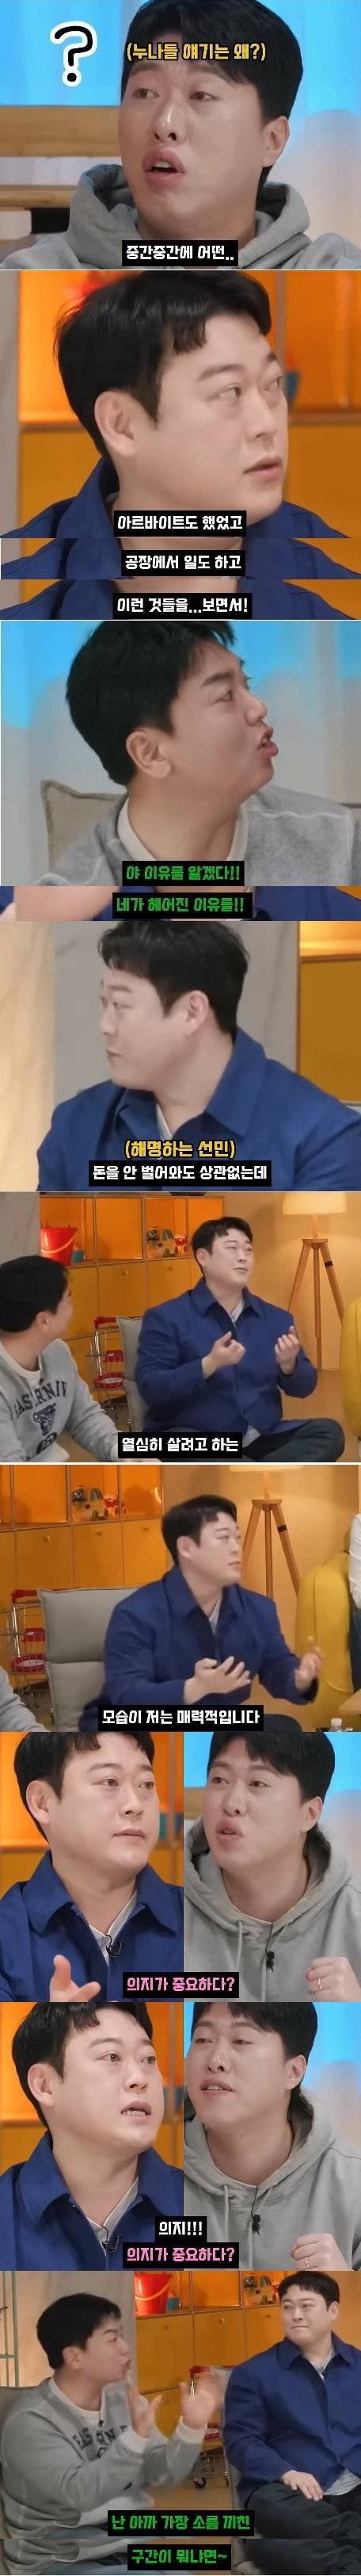 ?
(누나들 얘기는 왜?)
중간중간에 어떤..
아르바이트도 했었고
공장에서 일도 하고
이런 것들을...보면서!
야 이유를 알겠다!!
네가 헤어진 이유를!!
(해명하는 선민)
돈을 안 벌어와도 상관없는데
열심히 살려고 하는
모습이 저는 매력적입니다
의지가 중요하다?
의지!!!
의지가 중요하다?
난 아까 가장 소름 끼친
구간이 뭐냐면~